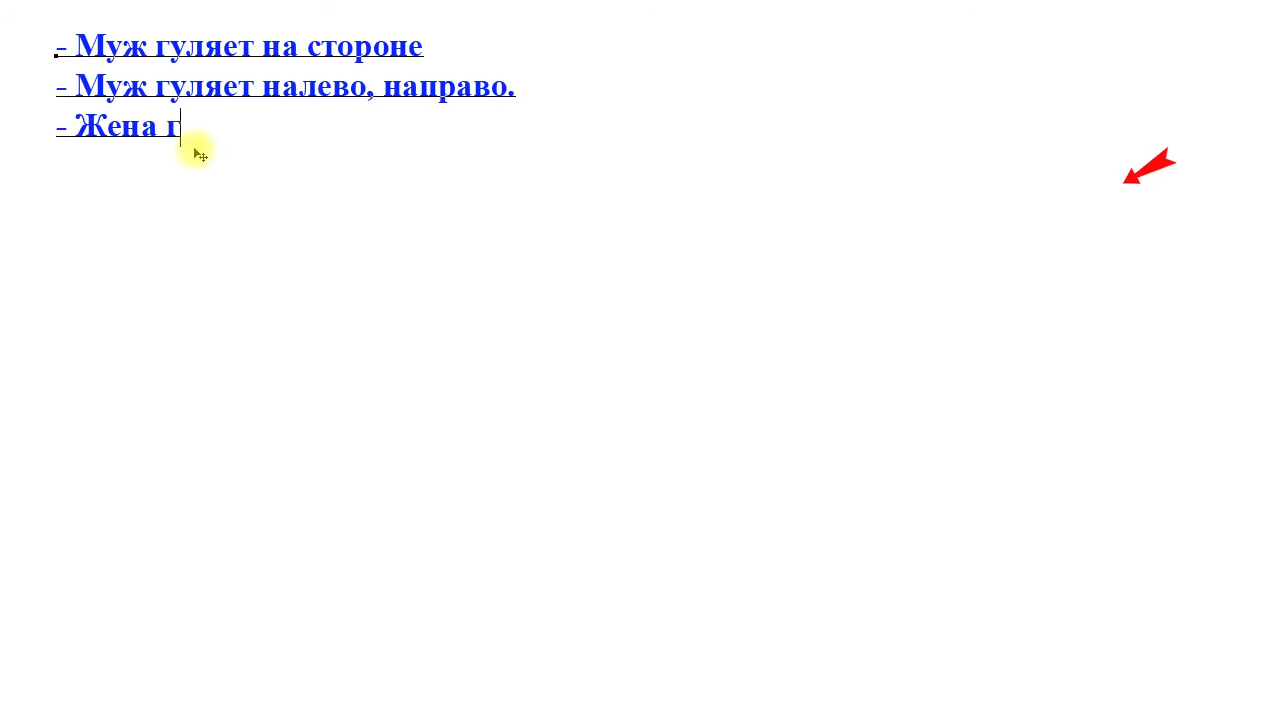 - Муж гуляет на стороне
- Муж гуляет налево, направо.
- Жена г